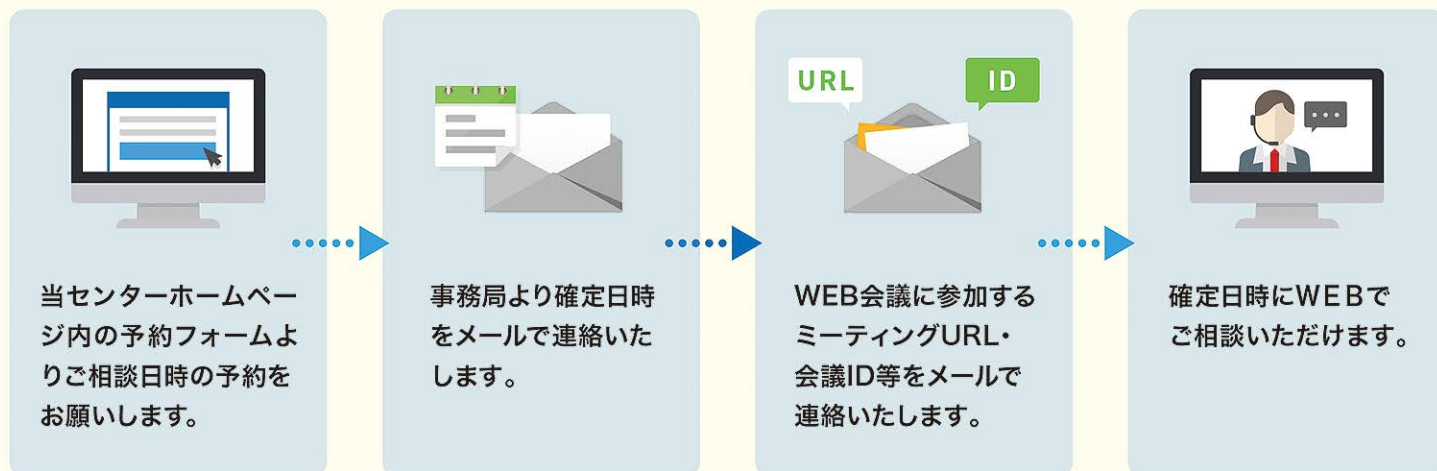 当センターホームペー
ジ内の予約フォームよ
りご相談日時の予約を
お願いします。
事務局より確定日時
をメールで連絡いた
します。
URL
ID
WEB会議に参加する
ミーティングURL・
会議ID等をメールで
連絡いたします。
確定日時にWEBで
ご相談いただけます。